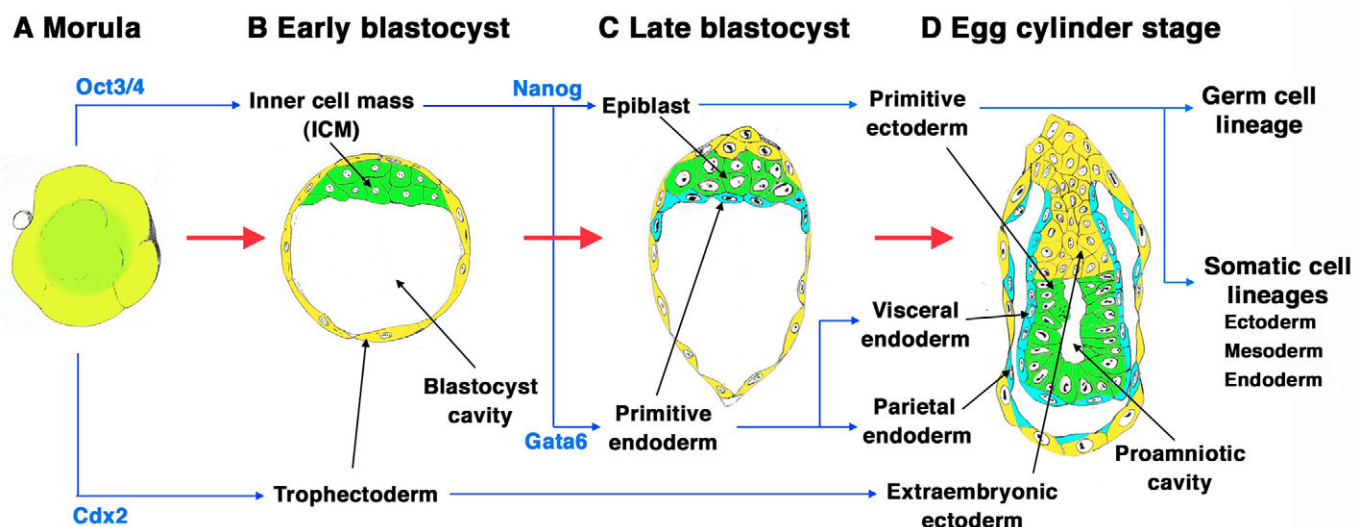 A Morula
B Early blastocyst
C Late blastocyst
D Egg cylinder stage
Oct3/4
Inner cell mass
(ICM)
Nanog
Epiblast
Primitive
ectoderm
Germ cell
lineage
Somatic cell
lineages
Ectoderm
Mesoderm
Endoderm
Visceral
endoderm
Blastocyst
cavity
Primitive
endoderm
Gata6
Parietal
endoderm
Proamniotic
cavity
Cdx2
Trophectoderm
Extraembryonic
ectoderm